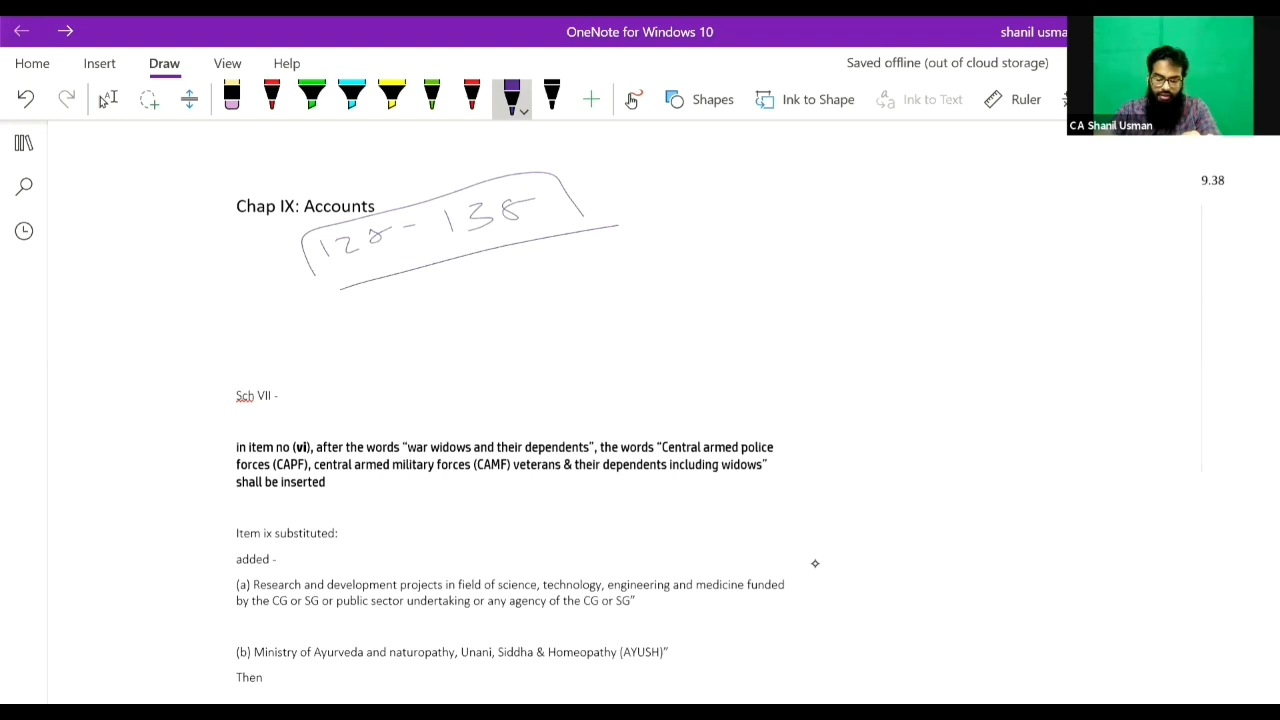 OneNote for Windows 10
shanil usma
Home Insert Draw View Help
Saved offline (out of cloud storage)
Shapes Ink to Shape Ink to Text Ruler
CA Shanil Usman
9.38
Chap IX: Accounts
128 - 138
Sch VII -
in item no (vi), after the words “war widows and their dependents”, the words “Central armed police
forces (CAPF), central armed military forces (CAMF) veterans & their dependents including widows”
shall be inserted
Item ix substituted:
added -
(a) Research and development projects in field of science, technology, engineering and medicine funded
by the CG or SG or public sector undertaking or any agency of the CG or SG”
(b) Ministry of Ayurveda and naturopathy, Unani, Siddha & Homeopathy (AYUSH)”
Then